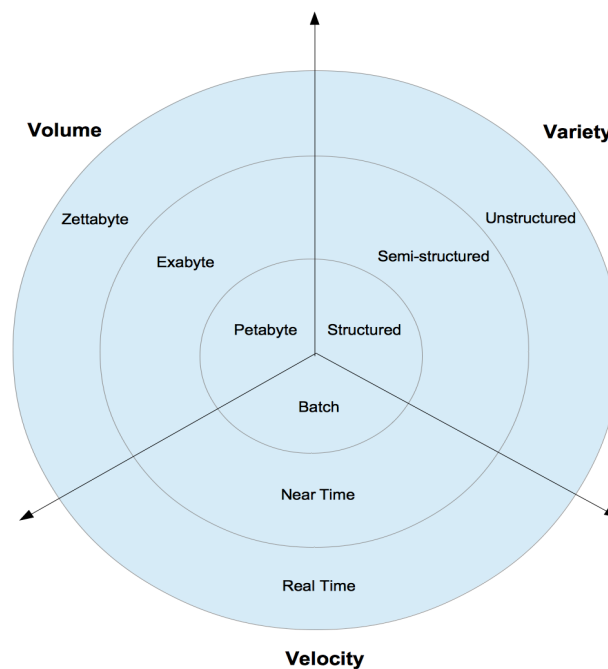 Volume
Variety
Zettabyte
Unstructured
Exabyte
Semi-structured
Petabyte
Structured
Batch
Near Time
Real Time
Velocity